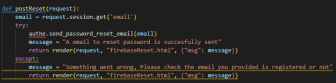 def postReset(request):
    email = request.session.get('email')
    try:
        authe.send_password_reset_email(email)
        message = "A email to reset password is succesfully sent"
        return render(request, "firebaseReset.html", {"msg": message})
    except:
        message = "Something went wrong, Please check the email you provided is registered or not"
        return render(request, "firebaseReset.html", {"msg": message})